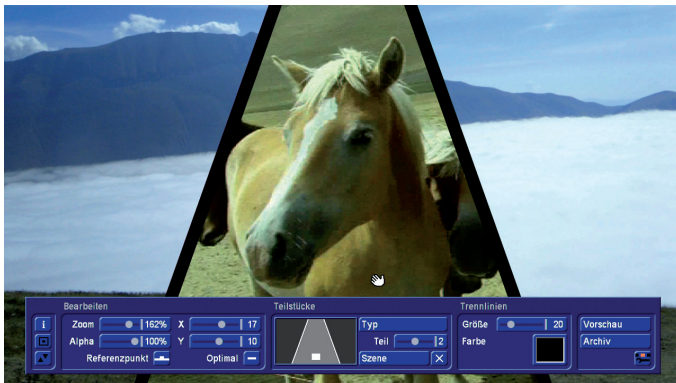 Bearbeiten Teilstücke Trennlinien
i Zoom 162% X 17 Typ Größe 20 Vorschau
Alpha 100% Y 10 Teil 2 Farbe Archiv
Referenzpunkt Optimal Szene X